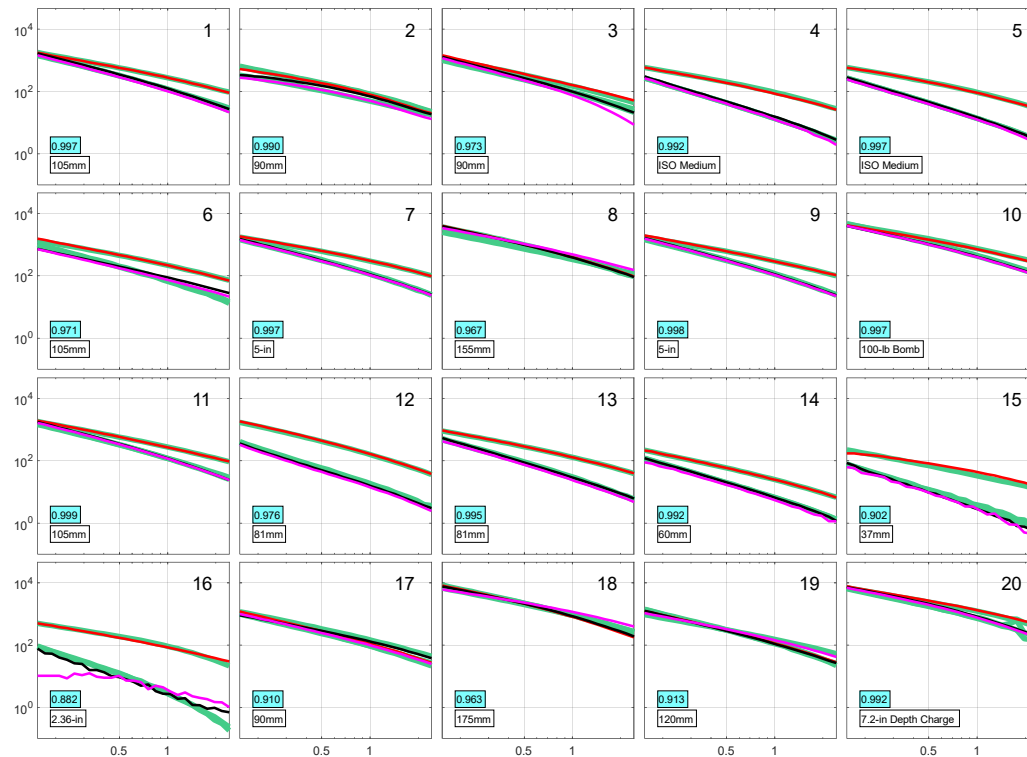 10⁴
10²
10⁰
1
0.997
105mm
2
0.990
90mm
3
0.973
90mm
4
0.992
ISO Medium
5
0.997
ISO Medium
10⁴
10²
10⁰
6
0.971
105mm
7
0.997
5-in
8
0.967
155mm
9
0.998
5-in
10
0.997
100-lb Bomb
10⁴
10²
10⁰
11
0.999
105mm
12
0.976
81mm
13
0.995
81mm
14
0.992
60mm
15
0.902
37mm
10⁴
10²
10⁰
16
0.882
2.36-in
17
0.910
90mm
18
0.963
175mm
19
0.913
120mm
20
0.992
7.2-in Depth Charge
0.5 1 0.5 1 0.5 1 0.5 1 0.5 1